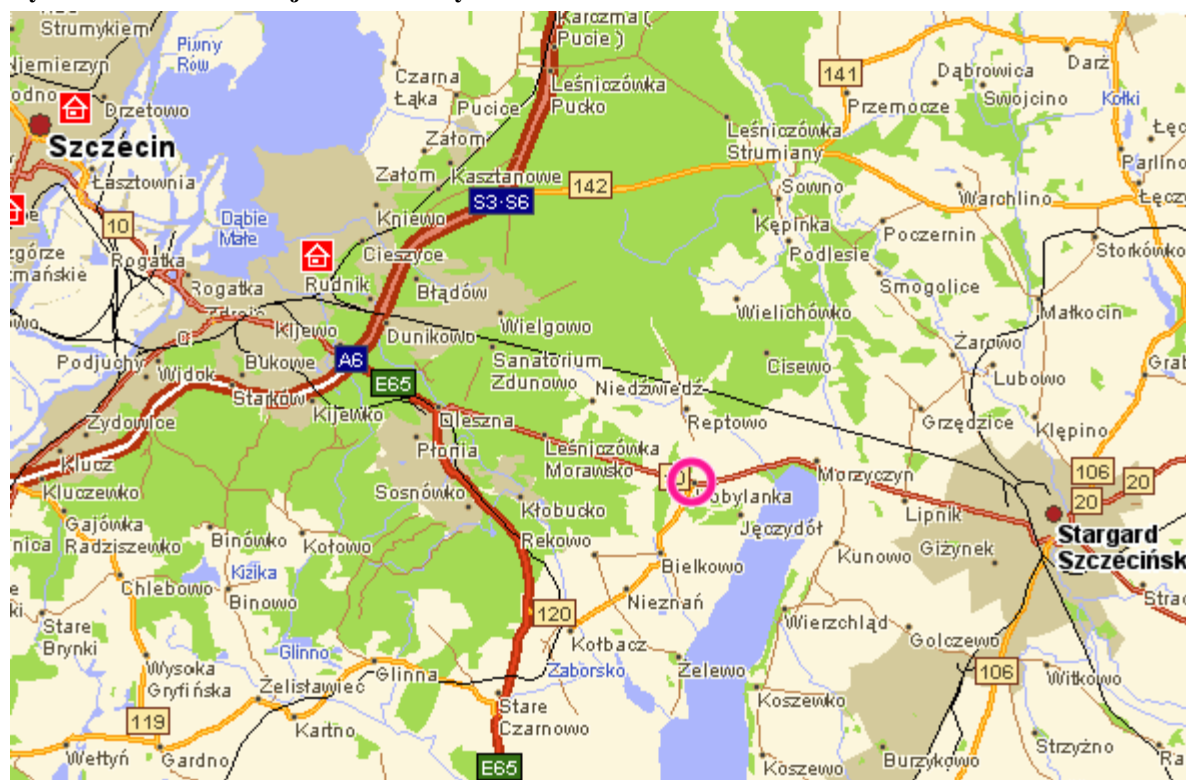 Strumykiem
Piwny
Rów
Karczma (
Pucie )
Niemierzyn
Czarna
Łąka
Leśniczówka
Pucko
141
Darż
Dąbrowica
Swojcino
Kołki
Drzetowo
Pucice
Przemocze
Szczecin
Załom
Leśniczówka
Strumiany
Parlino
Łasztownia
Załom
Kasztanowe
142
Sowno
Warchlino
S3·S6
10
Dąbie
Małe
Kniewo
Kępinka
Poczernin
Storkówko
Rogatka
Cieszyce
Podlesie
Rogatka
Zdroje
Rudnik
Błądów
Smogolice
Małkocin
Wielichówko
Kijewo
Dunikowo
Wielgowo
Podjuchy
Bukowe
A6
Sanatorium
Zdunowo
Cisewo
Żarowo
Widok
E65
Niedźwiedź
Lubowo
Starków
Kijewko
Żydowice
Oleszna
Reptowo
Grzędzice
Klępino
Klucz
Płonia
Leśniczówka
Morawsko
Morzyczyn
106
20
20
Kluczewko
Sosnówko
Kobylanka
Gajówka
Radziszewko
Kłobucko
Jęczydół
Lipnik
Stargard
Szczecińsk
Binówko
Kołowo
Rekowo
Kunowo
Giżynek
Chlebowo
Kizika
Binowo
Bielkowo
Nieznań
Stare
Brynki
120
Wierzchląd
Golczewo
Kołbacz
Wysoka
Gryfińska
Glinno
Glinna
Zaborsko
Żelewo
106
Witkowo
Żelisławiec
Stare
Czarnowo
Koszewko
119
Kartno
Wełtyń
Gardno
E65
Koszewo
Burzykowo
Strzyżno